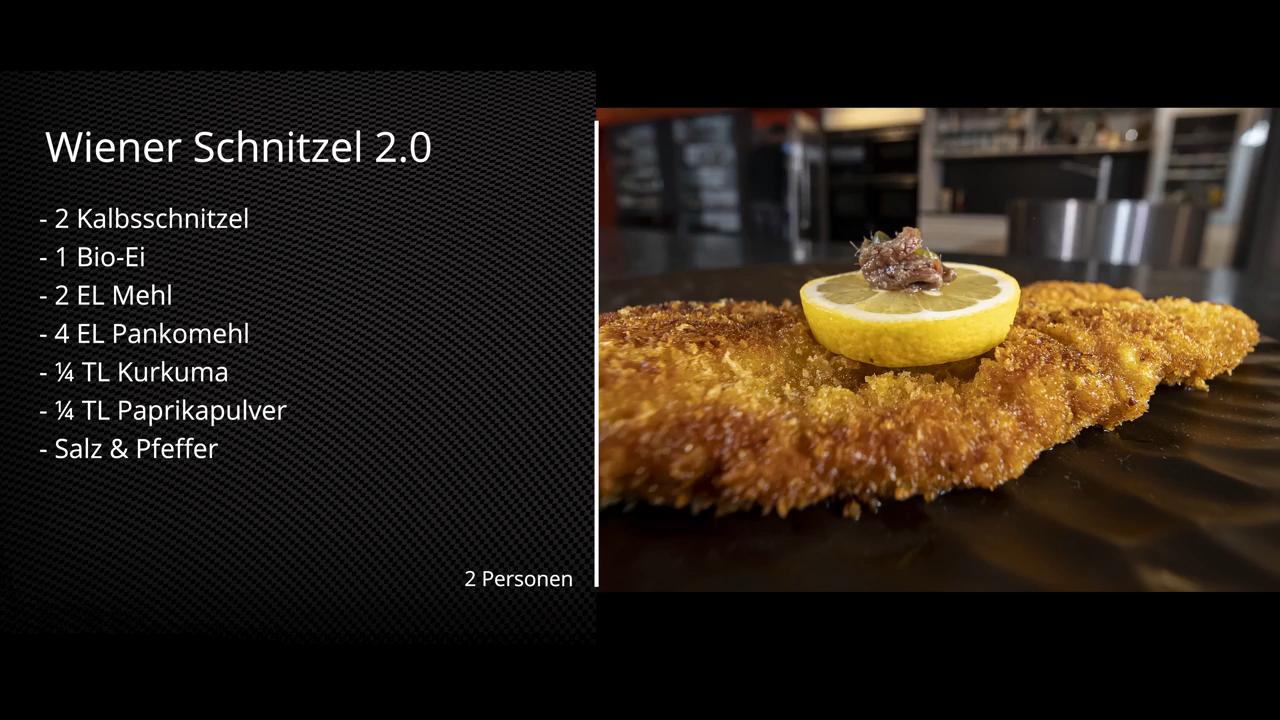 Wiener Schnitzel 2.0
- 2 Kalbsschnitzel
- 1 Bio-Ei
- 2 EL Mehl
- 4 EL Pankomehl
- ¼ TL Kurkuma
- ¼ TL Paprikapulver
- Salz & Pfeffer
2 Personen